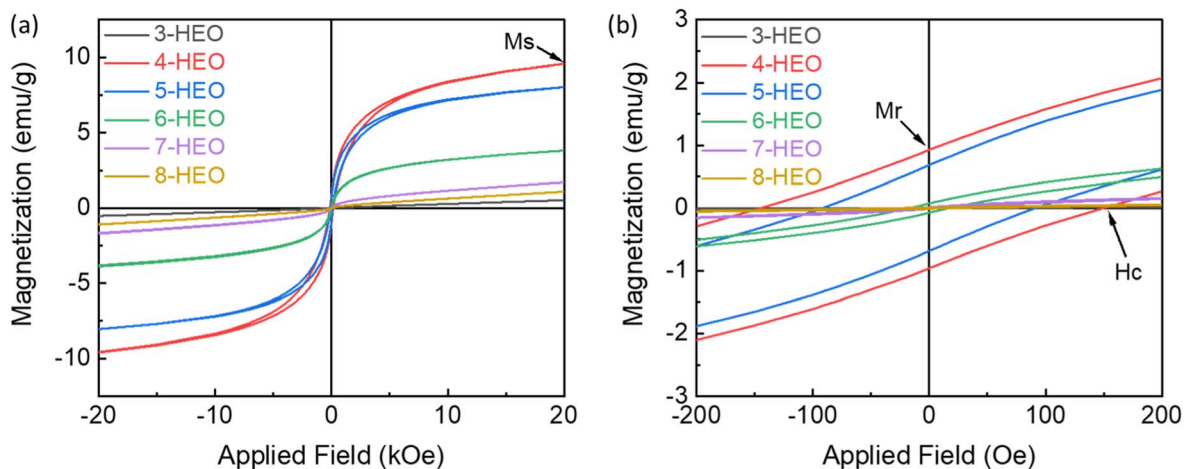 (a)
Magnetization (emu/g)
10
5
0
-5
-10
3-HEO
4-HEO
5-HEO
6-HEO
7-HEO
8-HEO
Ms
-20
-10
0
10
20
Applied Field (kOe)
(b)
Magnetization (emu/g)
3
2
1
0
-1
-2
-3
3-HEO
4-HEO
5-HEO
6-HEO
7-HEO
8-HEO
Mr
Hc
-200
-100
0
100
200
Applied Field (Oe)